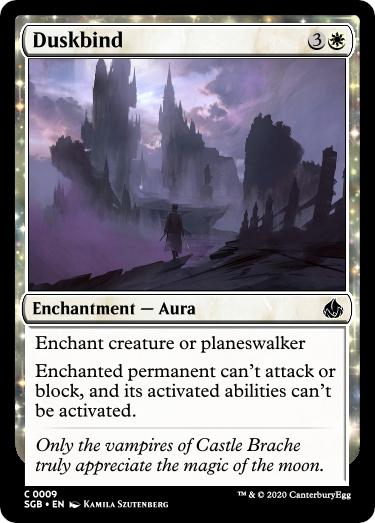 Duskbind 3
Enchantment — Aura
Enchant creature or planeswalker
Enchanted permanent can't attack or
block, and its activated abilities can't
be activated.
Only the vampires of Castle Brache
truly appreciate the magic of the moon.
C 0009
SGB • EN Kamila Szutenberg
™ & © 2020 CanterburyEgg